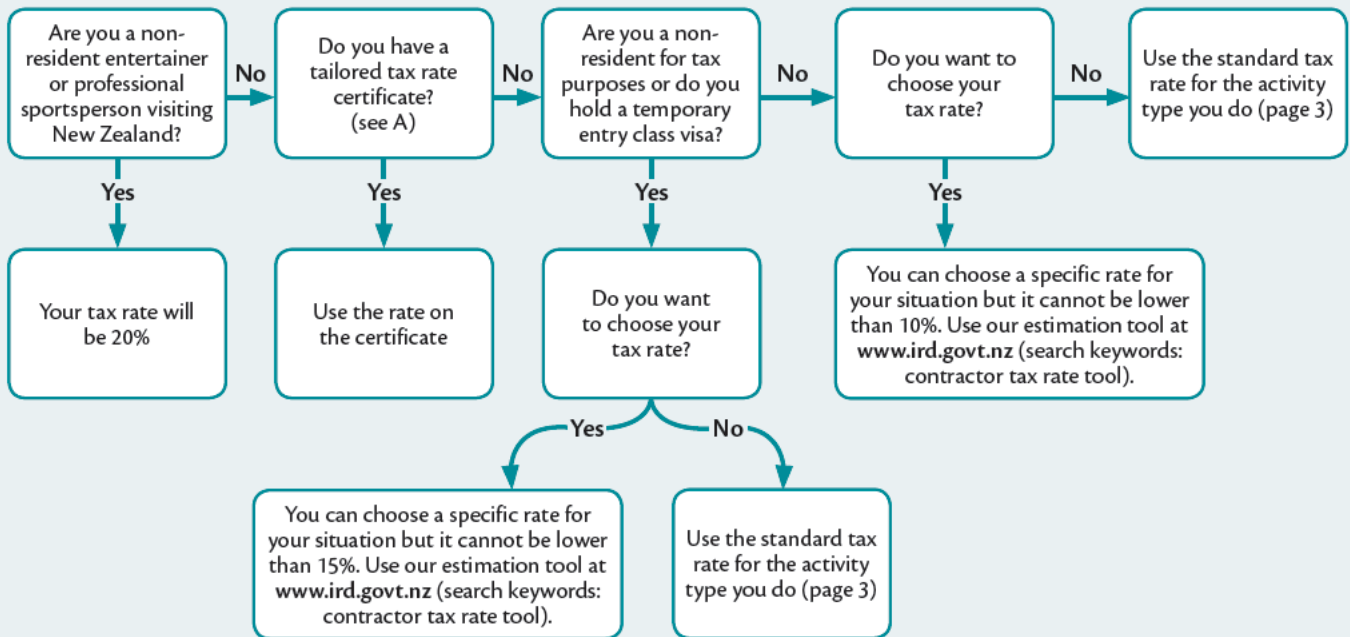 Are you a non-
resident entertainer
or professional
sportsperson visiting
New Zealand?
No
Do you have a
tailored tax rate
certificate?
(see A)
No
Are you a non-
resident for tax
purposes or do you
hold a temporary
entry class visa?
No
Do you want to
choose your
tax rate?
No
Use the standard tax
rate for the activity
type you do (page 3)
Yes
Yes
Yes
Yes
Your tax rate will
be 20%
Use the rate on
the certificate
Do you want
to choose your
tax rate?
You can choose a specific rate for
your situation but it cannot be lower
than 10%. Use our estimation tool at
www.ird.govt.nz (search keywords:
contractor tax rate tool).
Yes
No
You can choose a specific rate for
your situation but it cannot be lower
than 15%. Use our estimation tool at
www.ird.govt.nz (search keywords:
contractor tax rate tool).
Use the standard tax
rate for the activity
type you do (page 3)